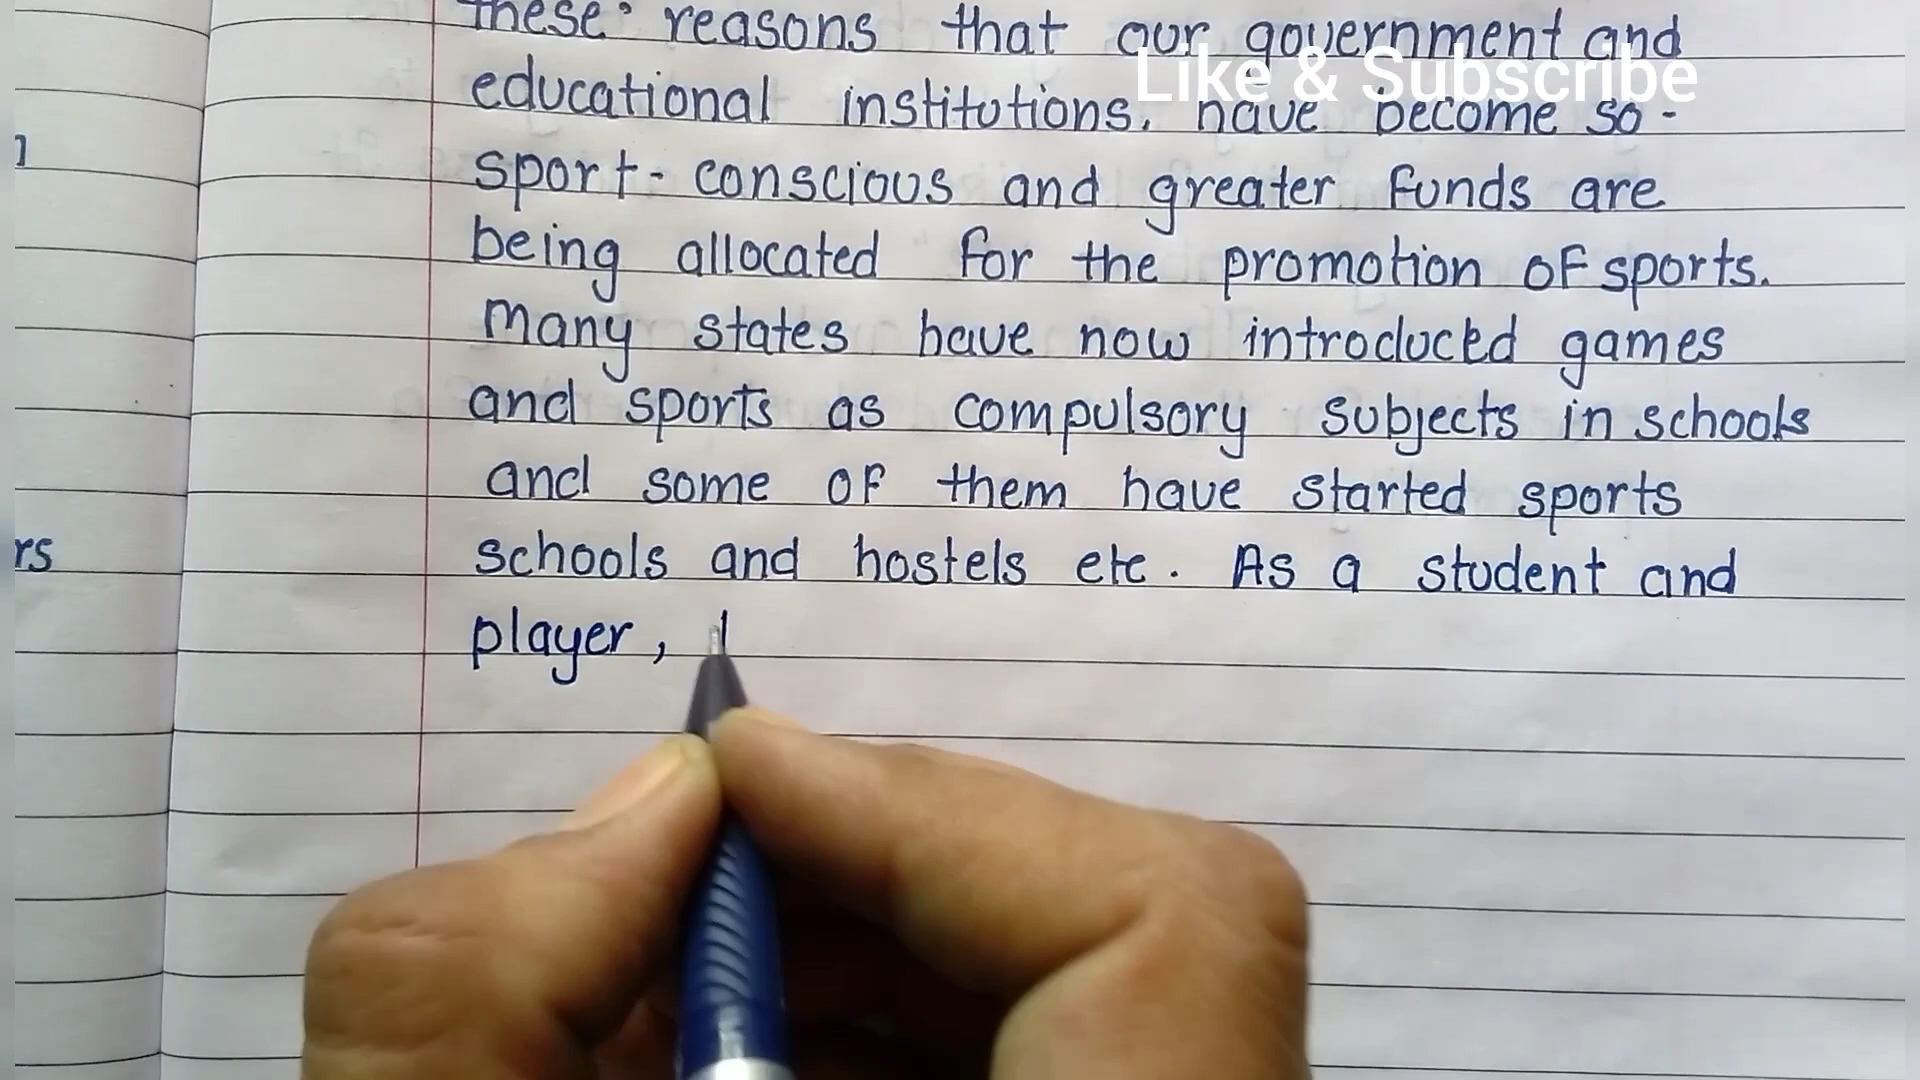 these reasons that our government and
Like & Subscribe
educational institutions. have become so-
sport-conscious and greater funds are
being allocated for the promotion of sports.
many states have now introduced games
and sports as compulsory subjects in schools
and some of them have started sports
schools and hostels etc. As a student and
rs
player, I